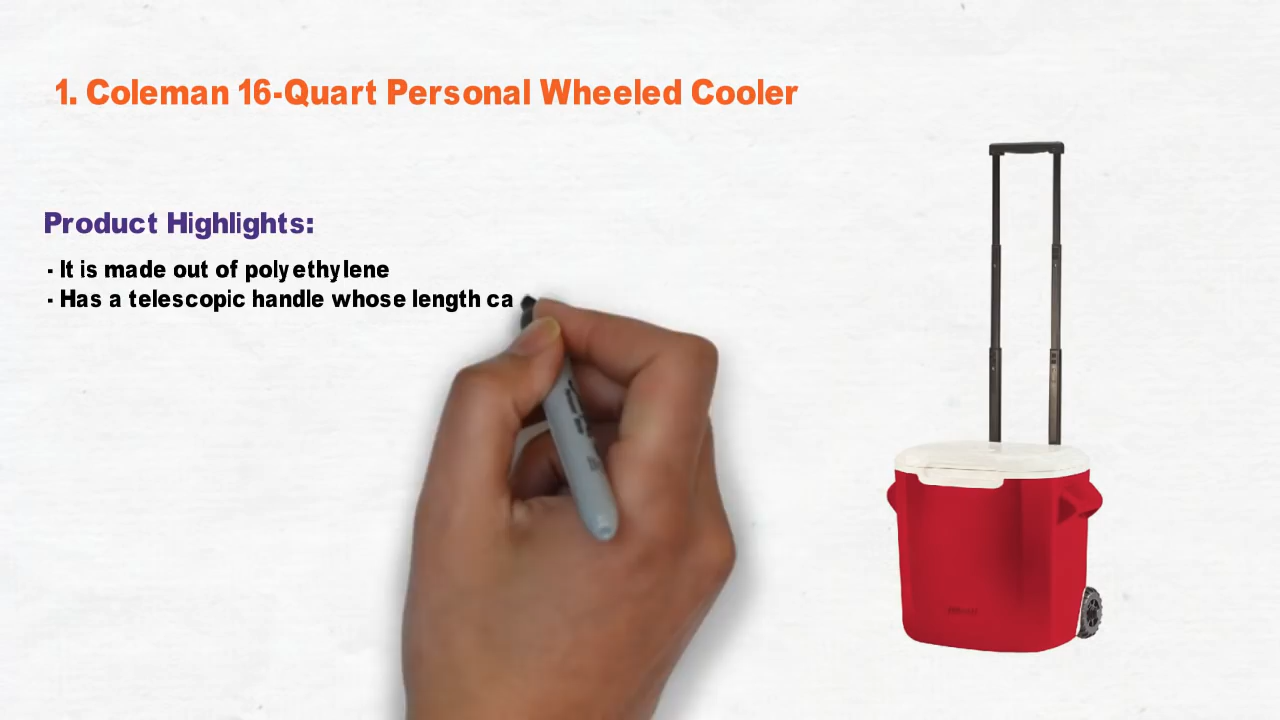 1. Coleman 16-Quart Personal Wheeled Cooler
Product Highlights:
- It is made out of polyethylene
- Has a telescopic handle whose length ca